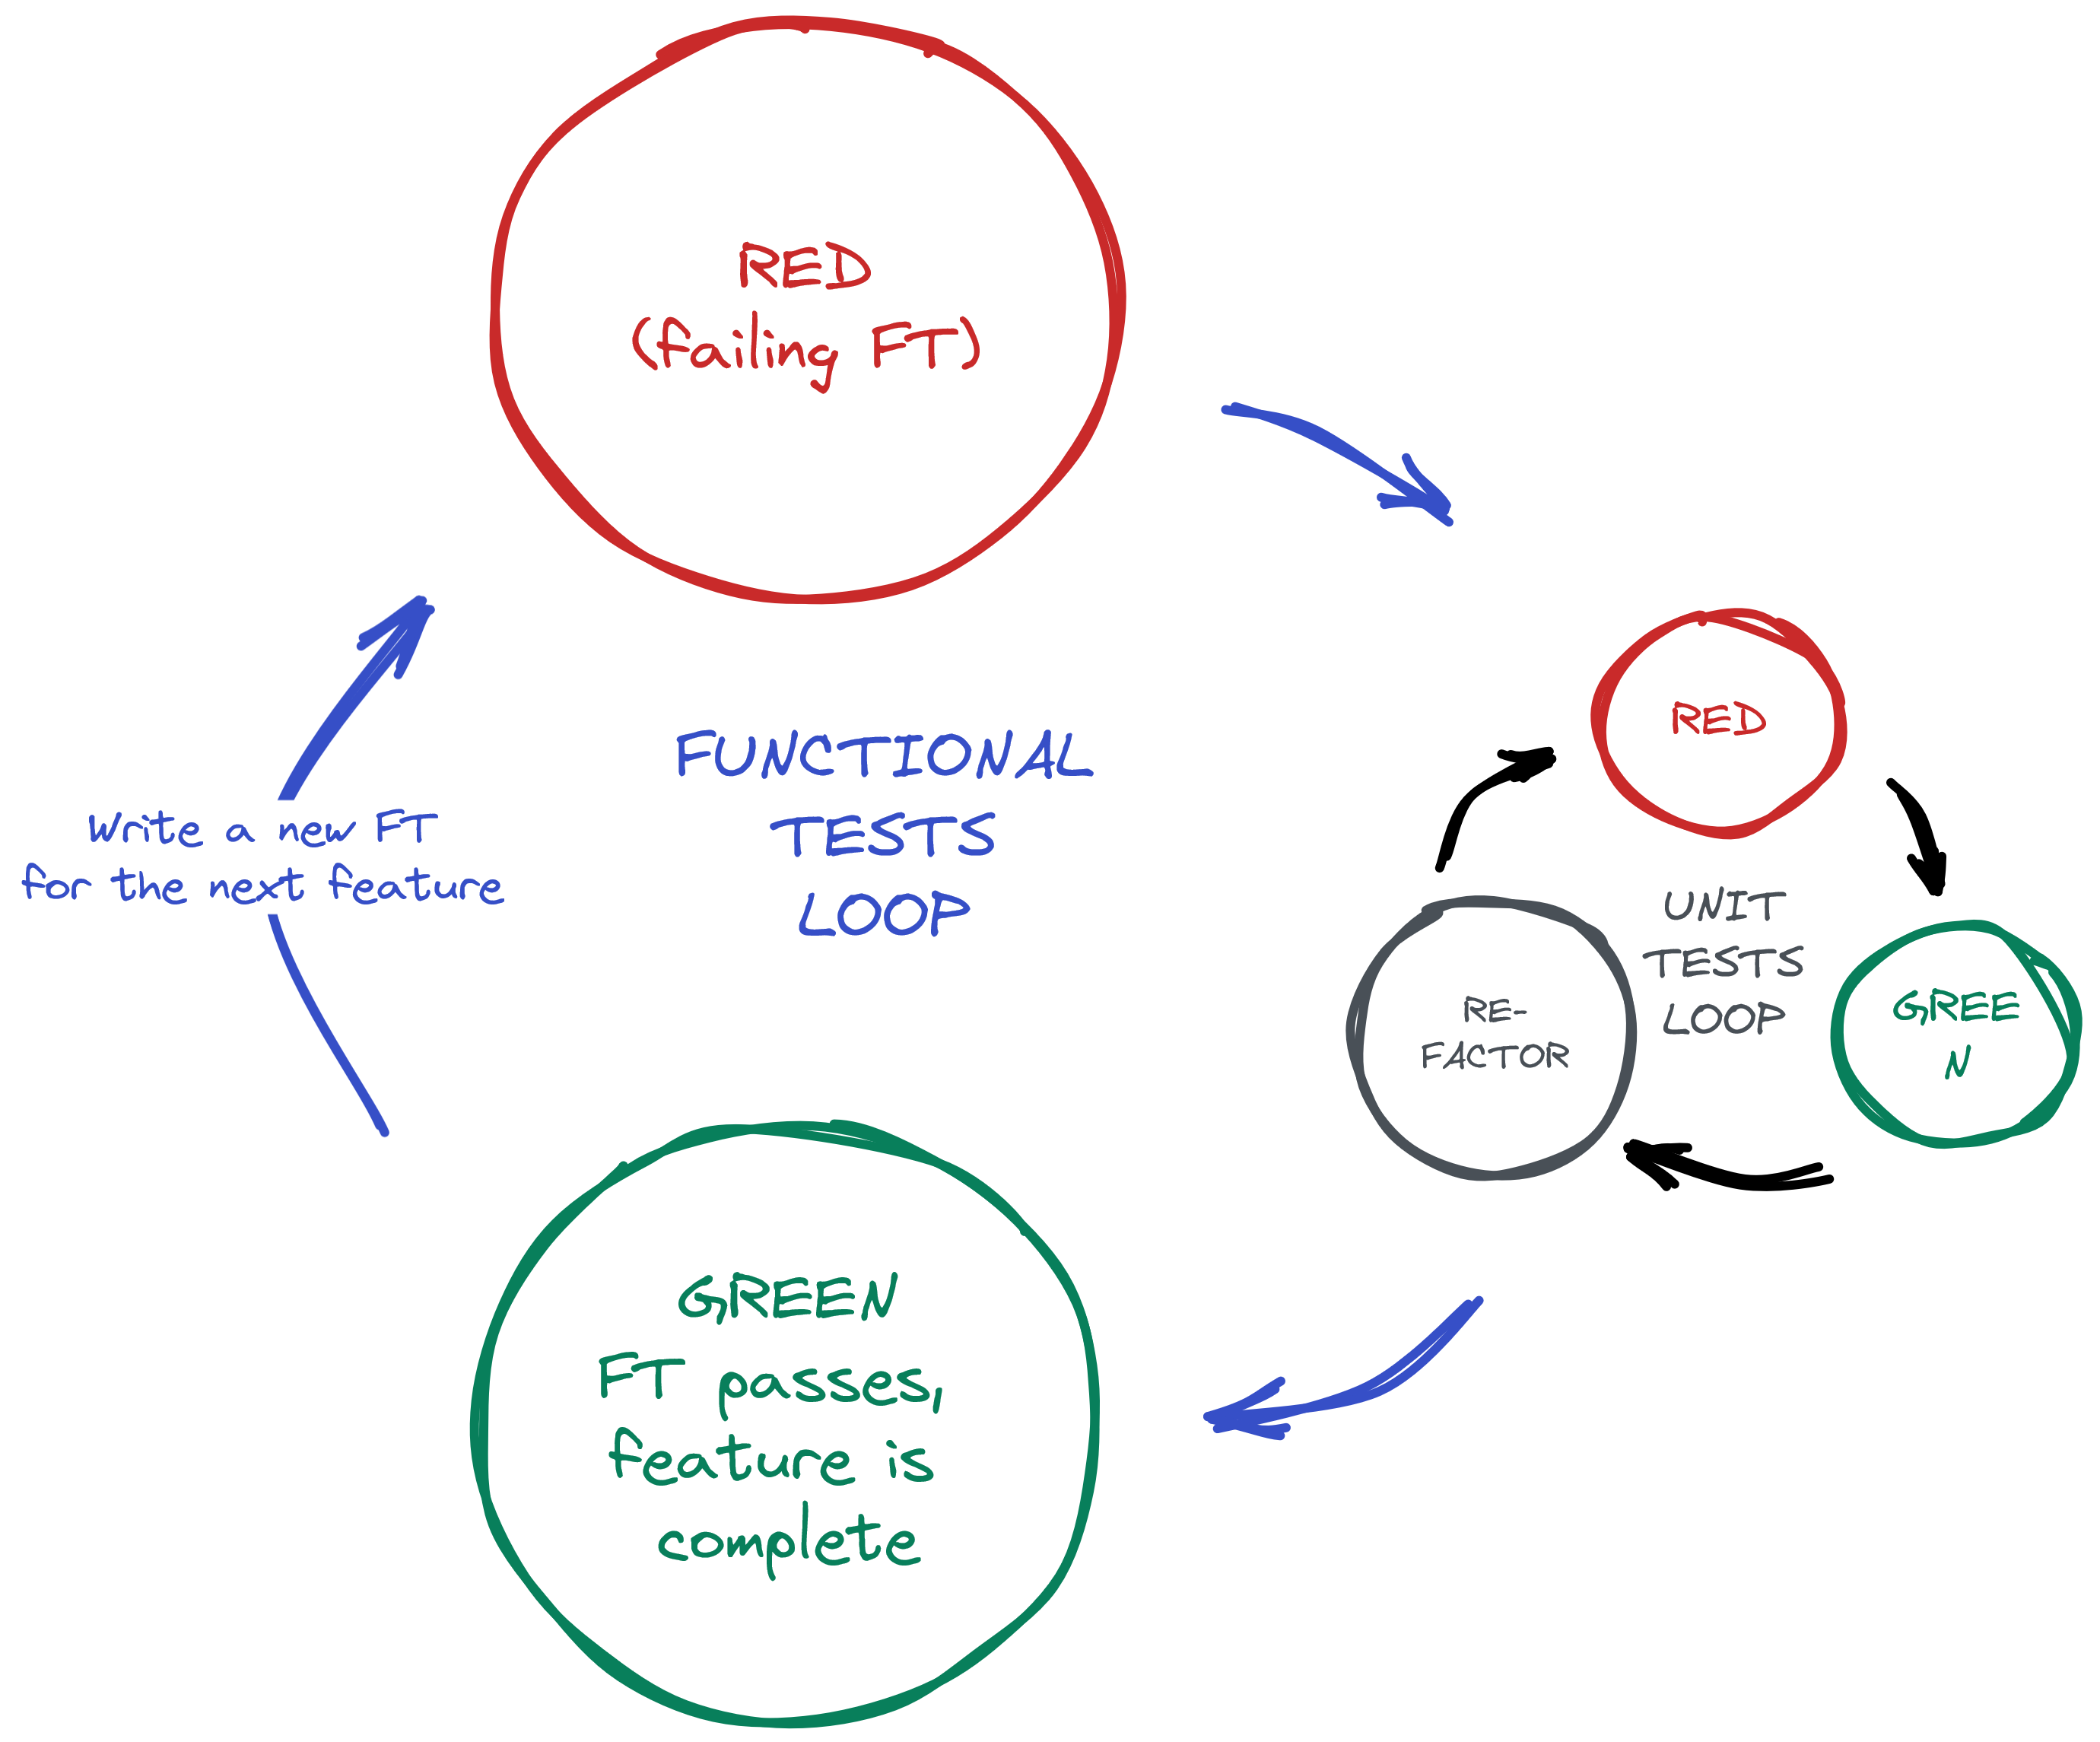 RED
(failing FT)
FUNCTIONAL
TESTS
LOOP
Write a new FT
for the next feature
RED
UNIT
TESTS
LOOP
RE-
FACTOR
GREE
N
GREEN
FT passes,
feature is
complete